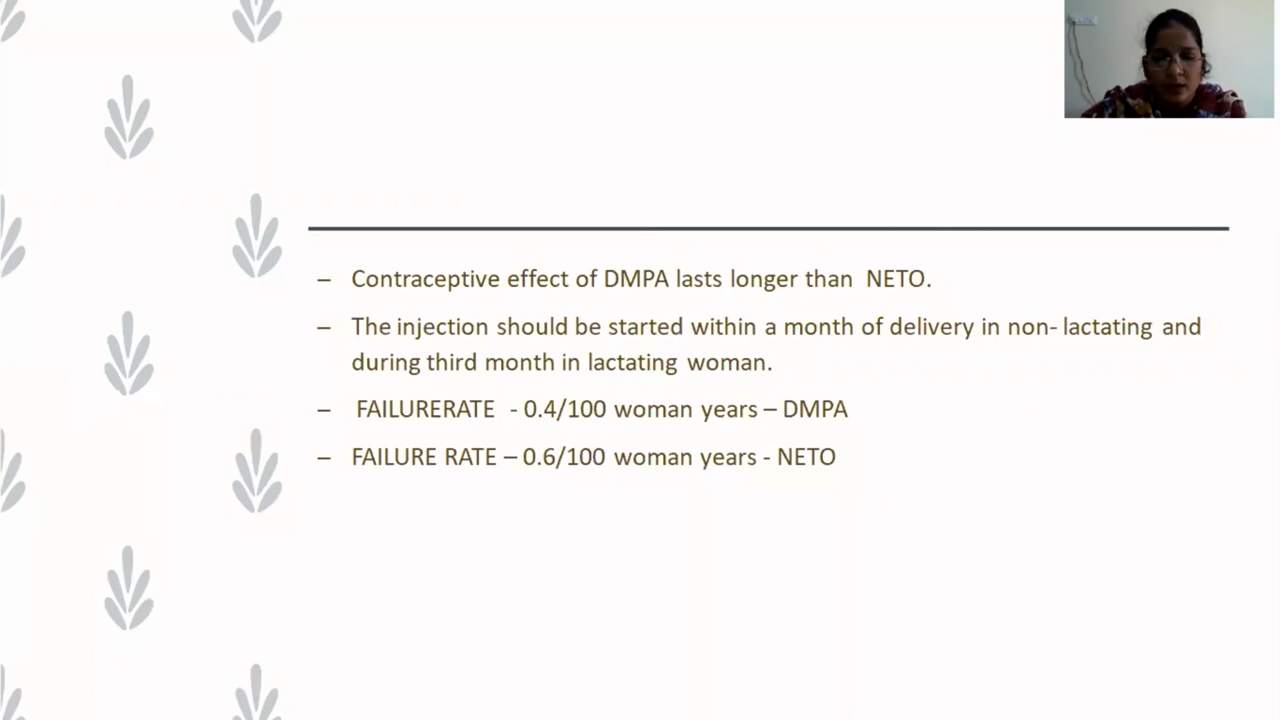 – Contraceptive effect of DMPA lasts longer than NETO.
– The injection should be started within a month of delivery in non- lactating and
during third month in lactating woman.
– FAILURERATE - 0.4/100 woman years – DMPA
– FAILURE RATE – 0.6/100 woman years - NETO